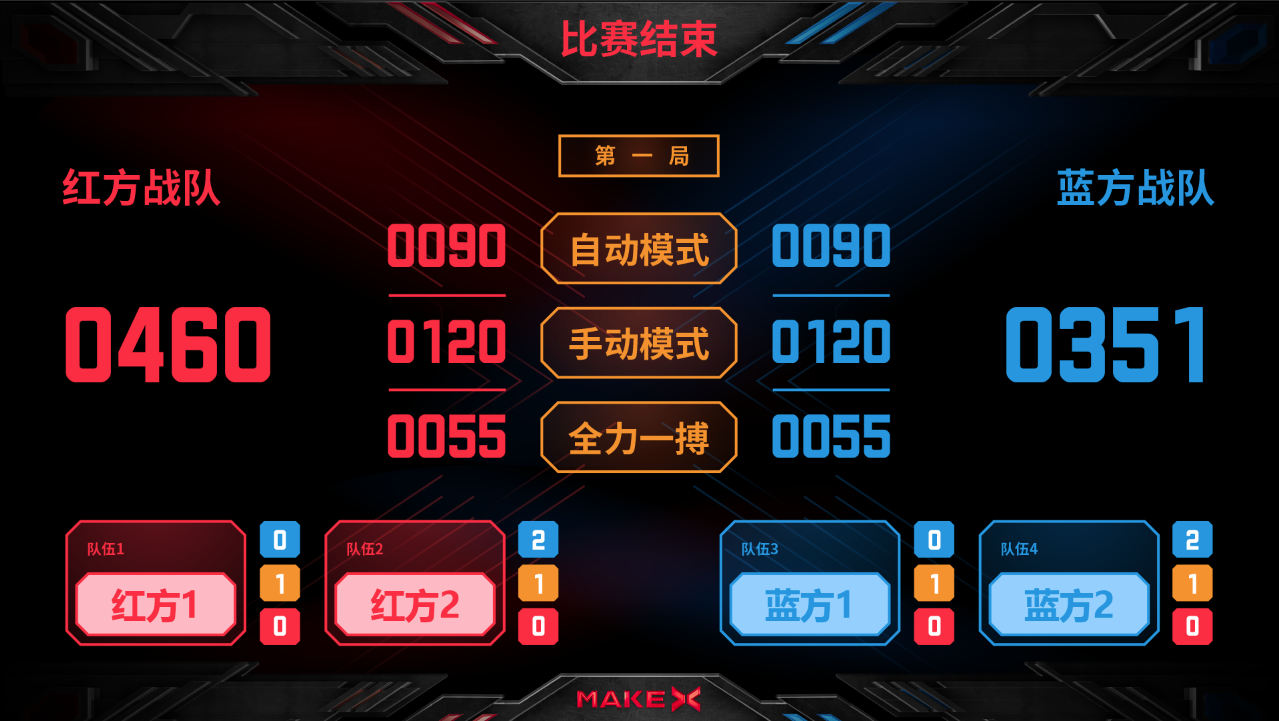 比赛结束
第一局
红方战队
蓝方战队
0090 自动模式 0090
0460
0120 手动模式 0120
0351
0055 全力一搏 0055
队伍1
红方1
0
1
0
队伍2
红方2
2
1
0
队伍3
蓝方1
0
1
0
队伍4
蓝方2
2
1
0
MAKEX